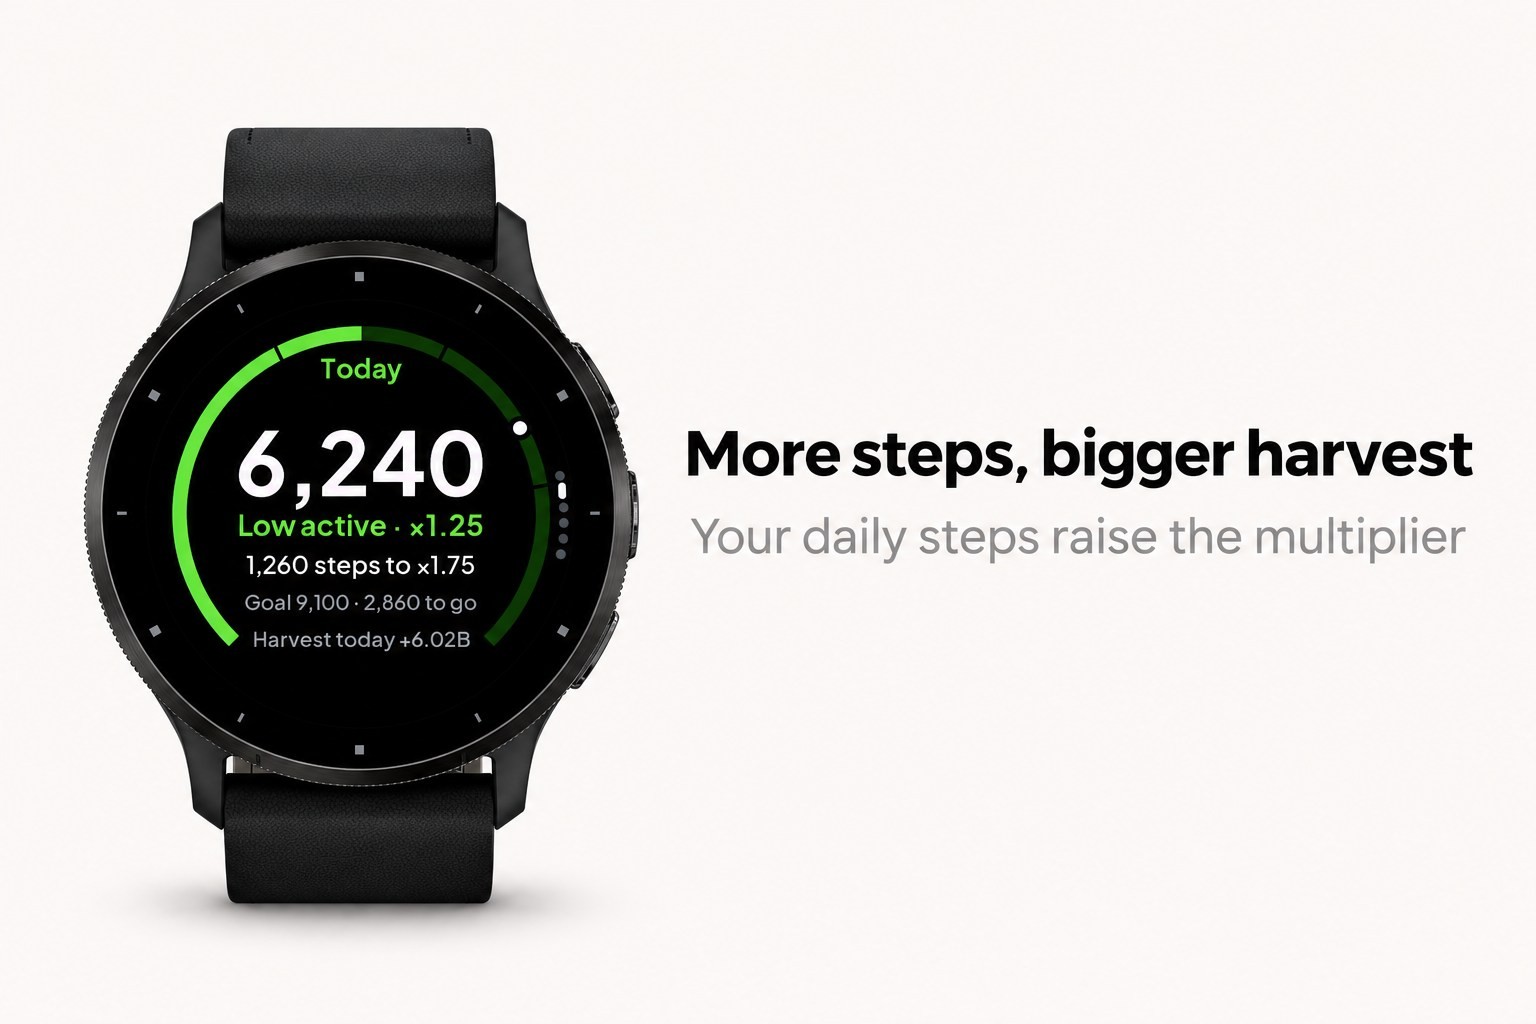 Today
6,240
Low active · ×1.25
1,260 steps to ×1.75
Goal 9,100 · 2,860 to go
Harvest today +6.02B
More steps, bigger harvest
Your daily steps raise the multiplier